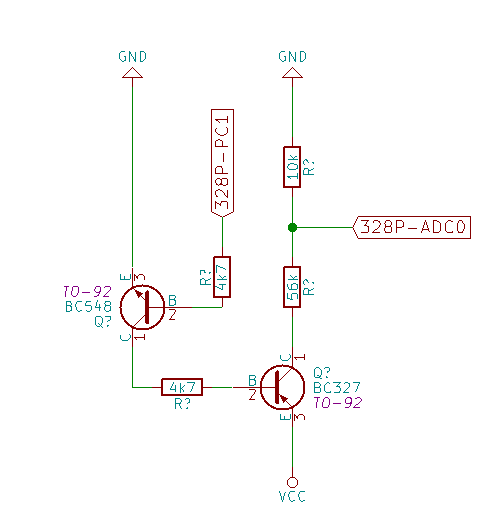 GND
GND
328P-PC1
10k
R?
328P-ADC0
R?
4k7
56k
R?
E
3
TO-92
BC548
Q?
B
2
C
1
C
1
4k7
R?
B
2
Q?
BC327
TO-92
E
3
VCC